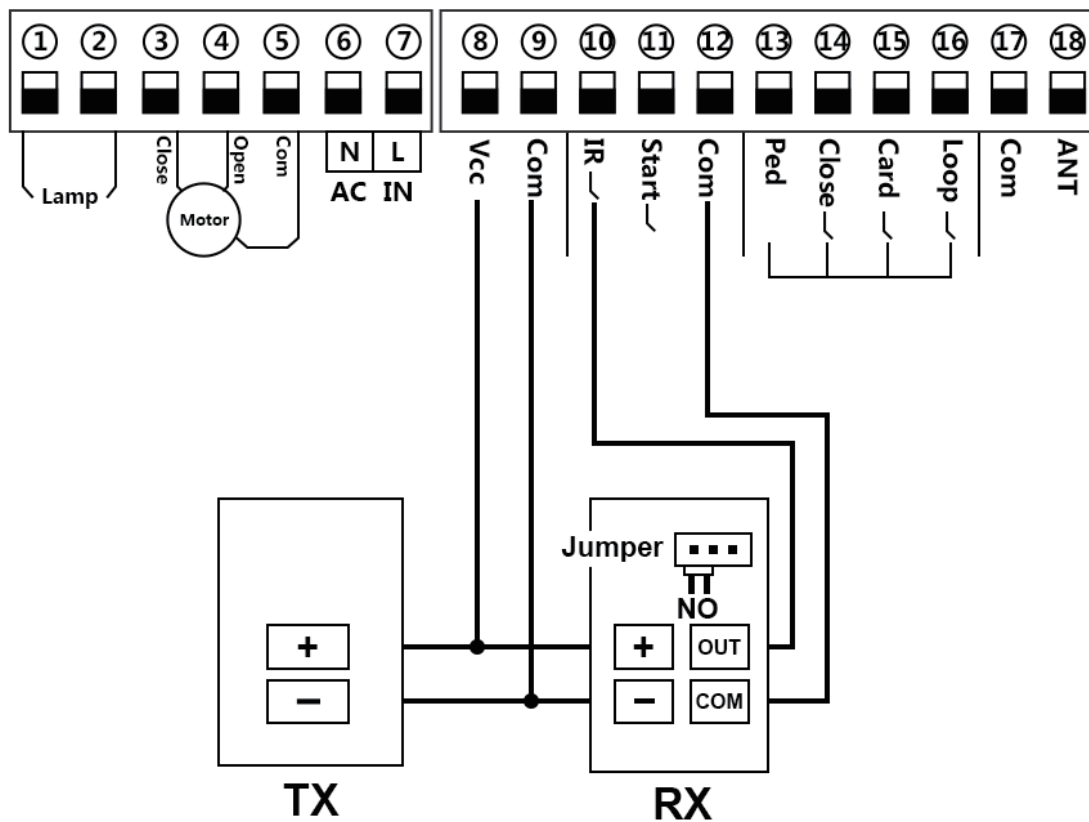 ① ② ③ ④ ⑤ ⑥ ⑦ ⑧ ⑨ ⑩ ⑪ ⑫ ⑬ ⑭ ⑮ ⑯ ⑰ ⑱
Lamp
Close
Open
Com
Motor
N L
AC IN
Vcc
Com
IR
Start
Com
Ped
Close
Card
Loop
Com
ANT
Jumper
NO
+
−
+ OUT
− COM
TX
RX